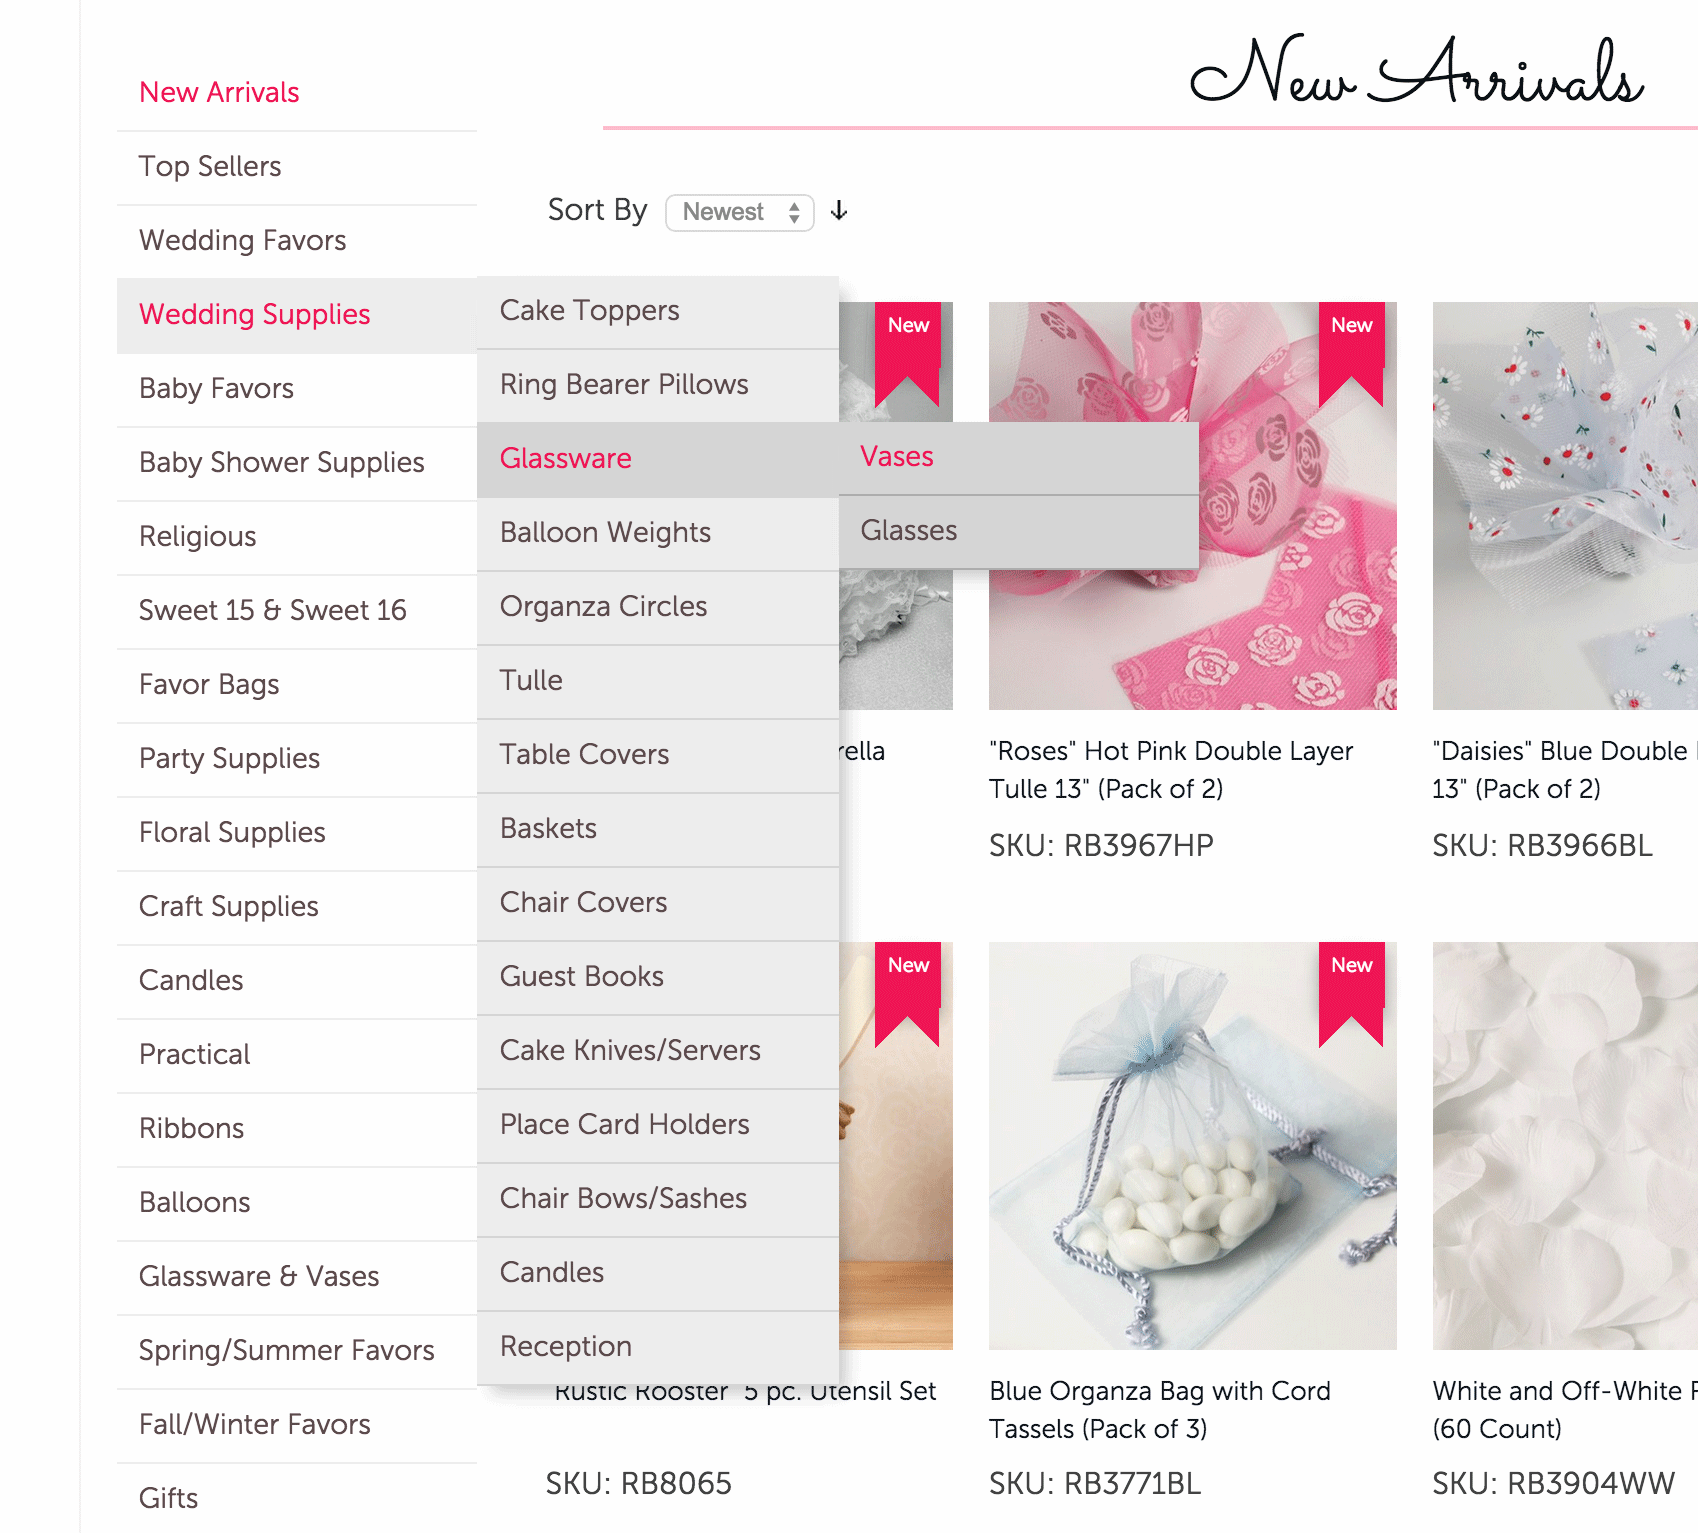 New Arrivals
Top Sellers
Wedding Favors
Wedding Supplies
Baby Favors
Baby Shower Supplies
Religious
Sweet 15 & Sweet 16
Favor Bags
Party Supplies
Floral Supplies
Craft Supplies
Candles
Practical
Ribbons
Balloons
Glassware & Vases
Spring/Summer Favors
Fall/Winter Favors
Gifts
Cake Toppers
Ring Bearer Pillows
Glassware
Balloon Weights
Organza Circles
Tulle
Table Covers
Baskets
Chair Covers
Guest Books
Cake Knives/Servers
Place Card Holders
Chair Bows/Sashes
Candles
Reception
Vases
Glasses
New Arrivals
Sort By Newest
New
New
"Roses" Hot Pink Double Layer
Tulle 13" (Pack of 2)
SKU: RB3967HP
"Daisies" Blue Double
13" (Pack of 2)
SKU: RB3966BL
New
Rustic Rooster 5 pc. Utensil Set
SKU: RB8065
New
Blue Organza Bag with Cord
Tassels (Pack of 3)
SKU: RB3771BL
White and Off-White
(60 Count)
SKU: RB3904WW